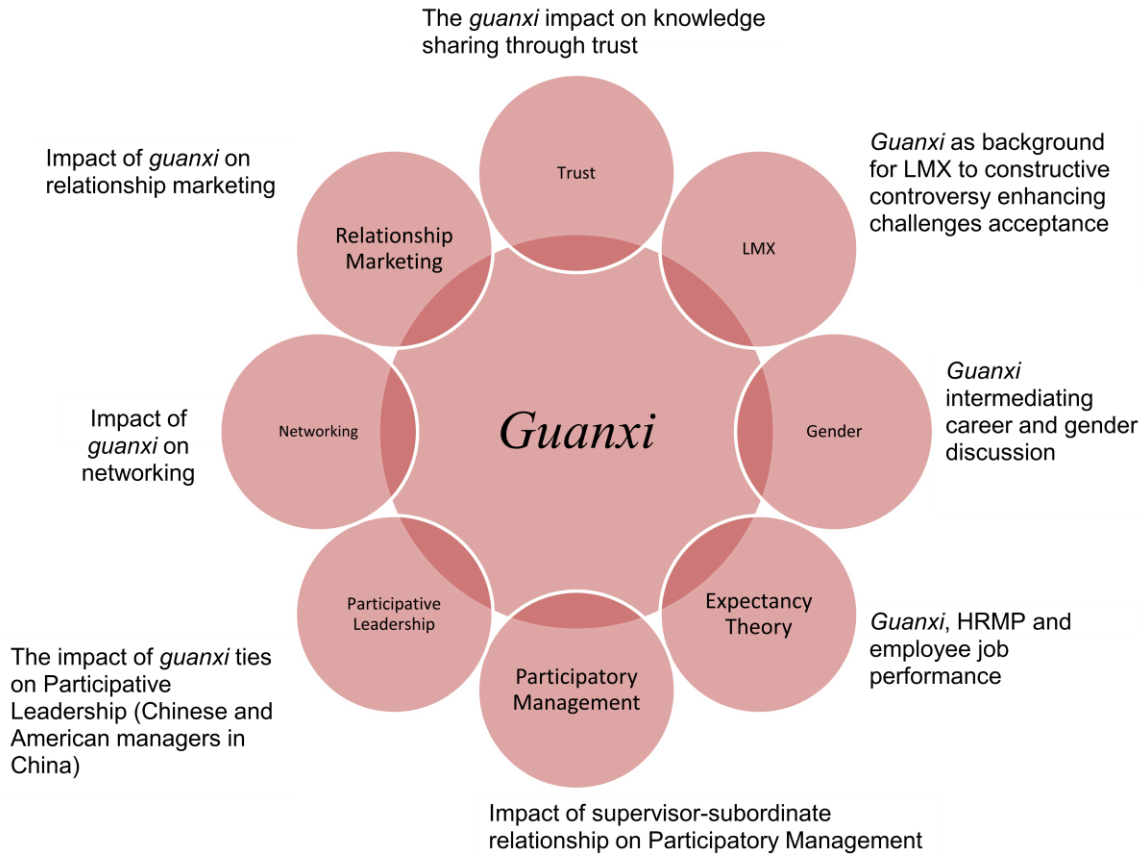 The guanxi impact on knowledge
sharing through trust
Trust
Guanxi as background
for LMX to constructive
controversy enhancing
challenges acceptance
LMX
Guanxi
intermediating
career and gender
discussion
Gender
Guanxi, HRMP and
employee job
performance
Expectancy
Theory
Impact of supervisor-subordinate
relationship on Participatory Management
Participatory
Management
The impact of guanxi ties
on Participative
Leadership (Chinese and
American managers in
China)
Participative
Leadership
Impact of
guanxi on
networking
Networking
Impact of guanxi on
relationship marketing
Relationship
Marketing
Guanxi